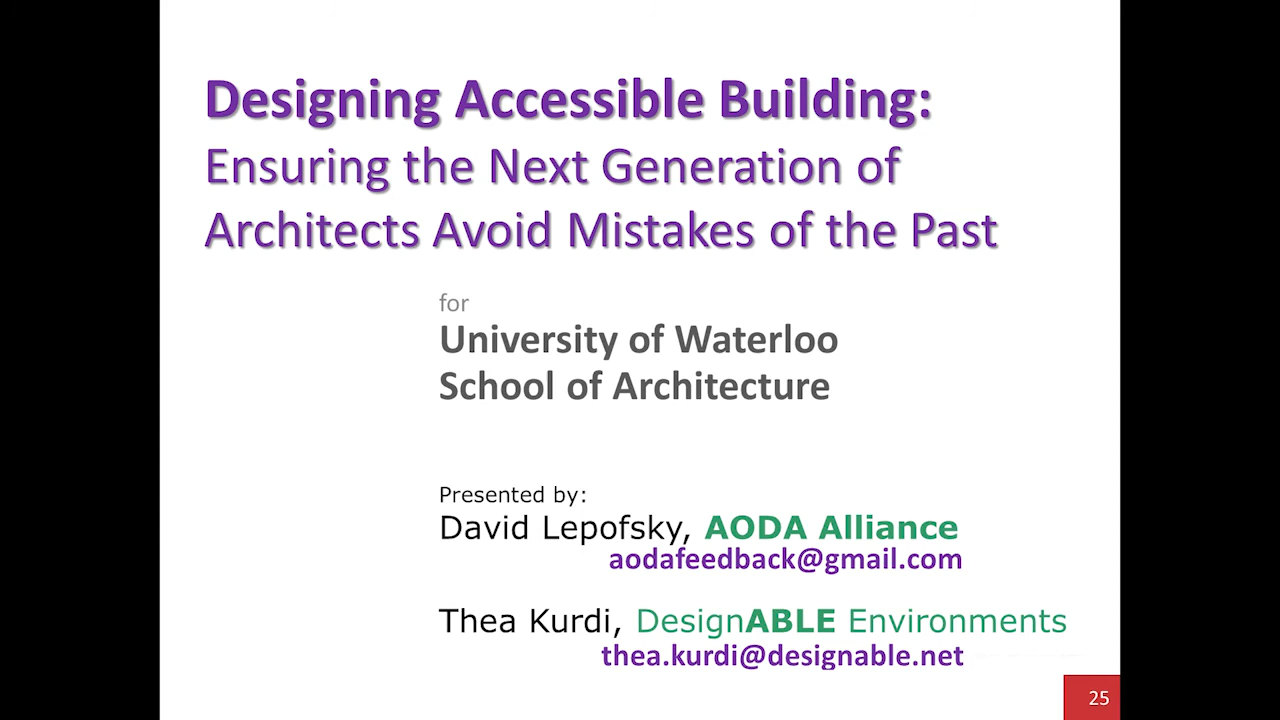 Designing Accessible Building:
Ensuring the Next Generation of
Architects Avoid Mistakes of the Past
for
University of Waterloo
School of Architecture
Presented by:
David Lepofsky, AODA Alliance
aodafeedback@gmail.com
Thea Kurdi, DesignABLE Environments
thea.kurdi@designable.net
25